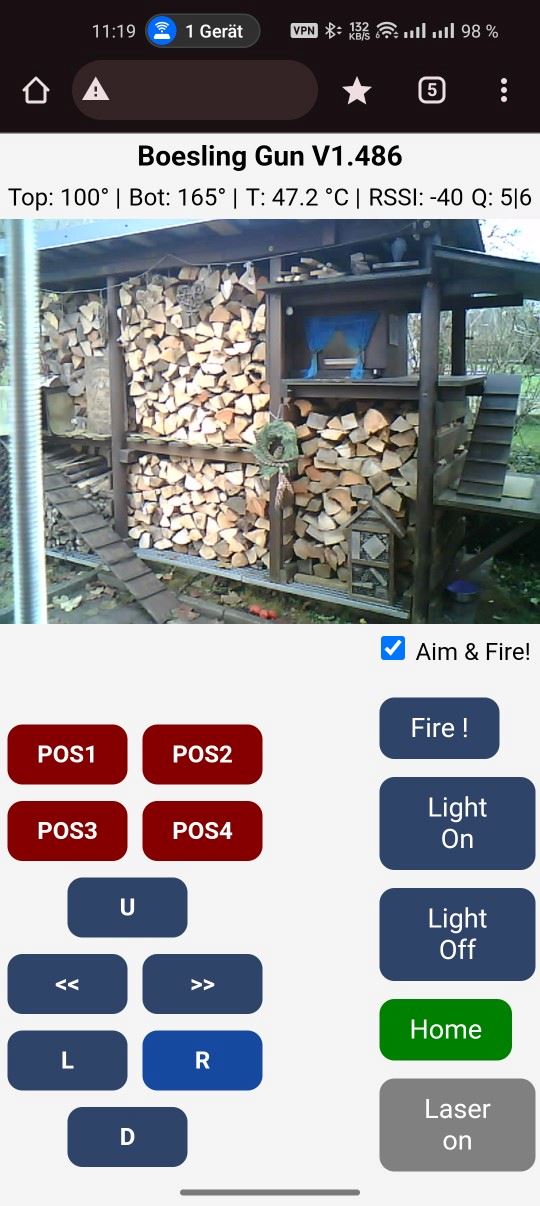 11:19 1 Gerät VPN 132 KB/S 6 98 %
5
Boesling Gun V1.486
Top: 100° | Bot: 165° | T: 47.2 °C | RSSI: -40 Q: 5|6
Aim & Fire!
Fire !
POS1 POS2
Light
On
POS3 POS4
U
Light
Off
<< >>
Home
L R
Laser
on
D